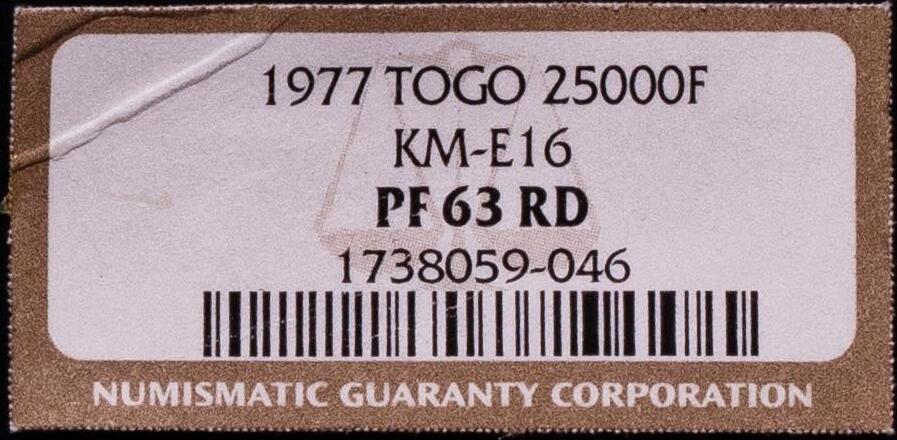 1977 TOGO 25000F
KM-E16
PF 63 RD
1738059-046
NUMISMATIC GUARANTY CORPORATION